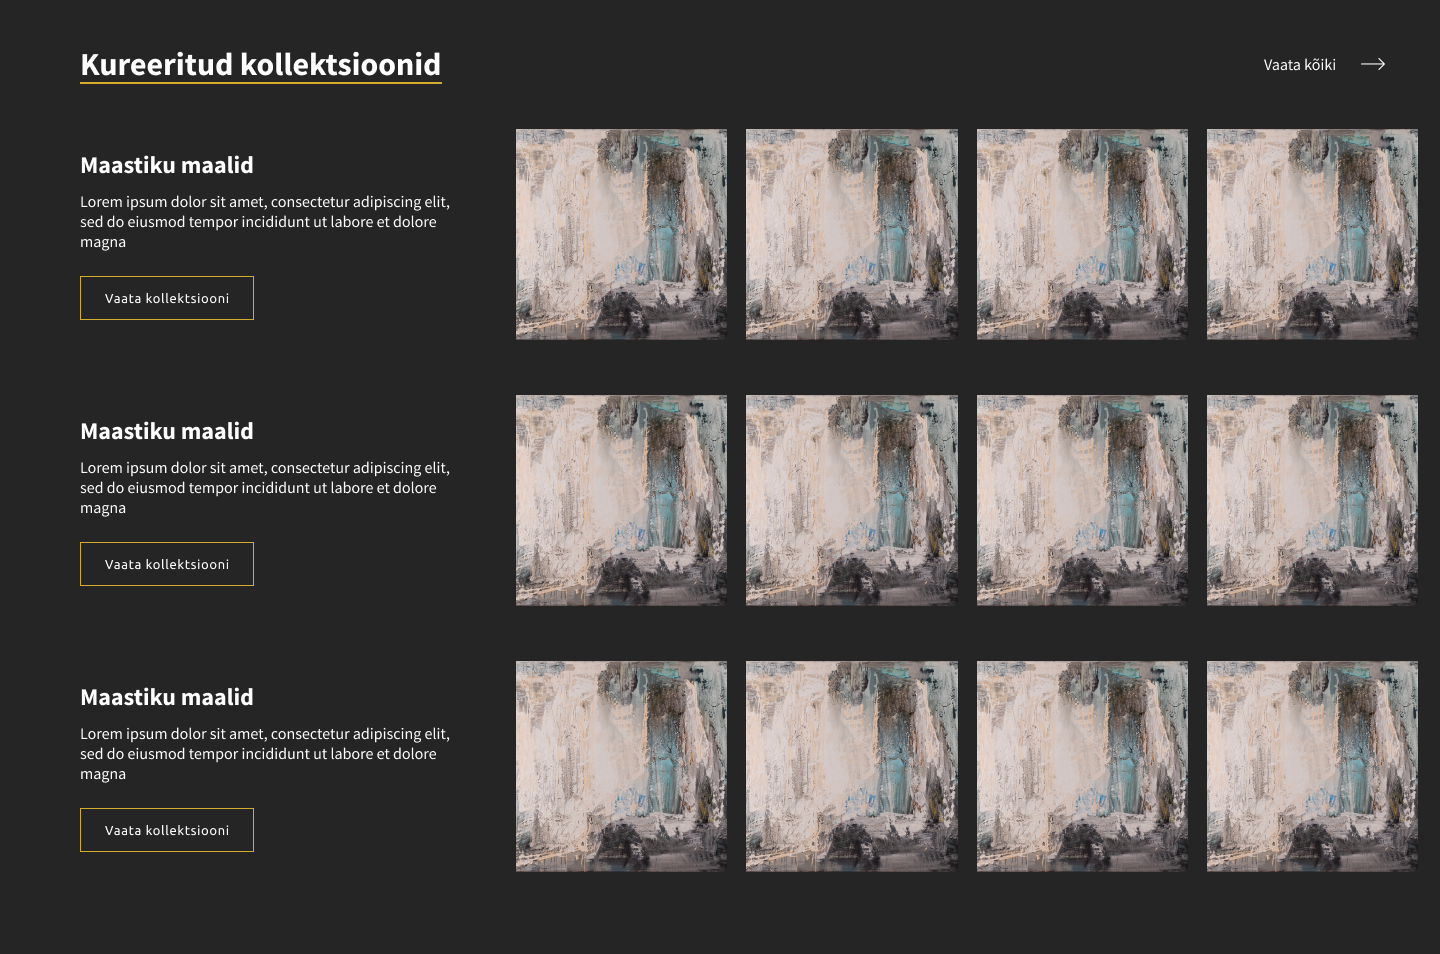 Kureeritud kollektsioonid
Vaata kõiki
Maastiku maalid
Lorem ipsum dolor sit amet, consectetur adipiscing elit,
sed do eiusmod tempor incididunt ut labore et dolore
magna
Vaata kollektsiooni
Maastiku maalid
Lorem ipsum dolor sit amet, consectetur adipiscing elit,
sed do eiusmod tempor incididunt ut labore et dolore
magna
Vaata kollektsiooni
Maastiku maalid
Lorem ipsum dolor sit amet, consectetur adipiscing elit,
sed do eiusmod tempor incididunt ut labore et dolore
magna
Vaata kollektsiooni